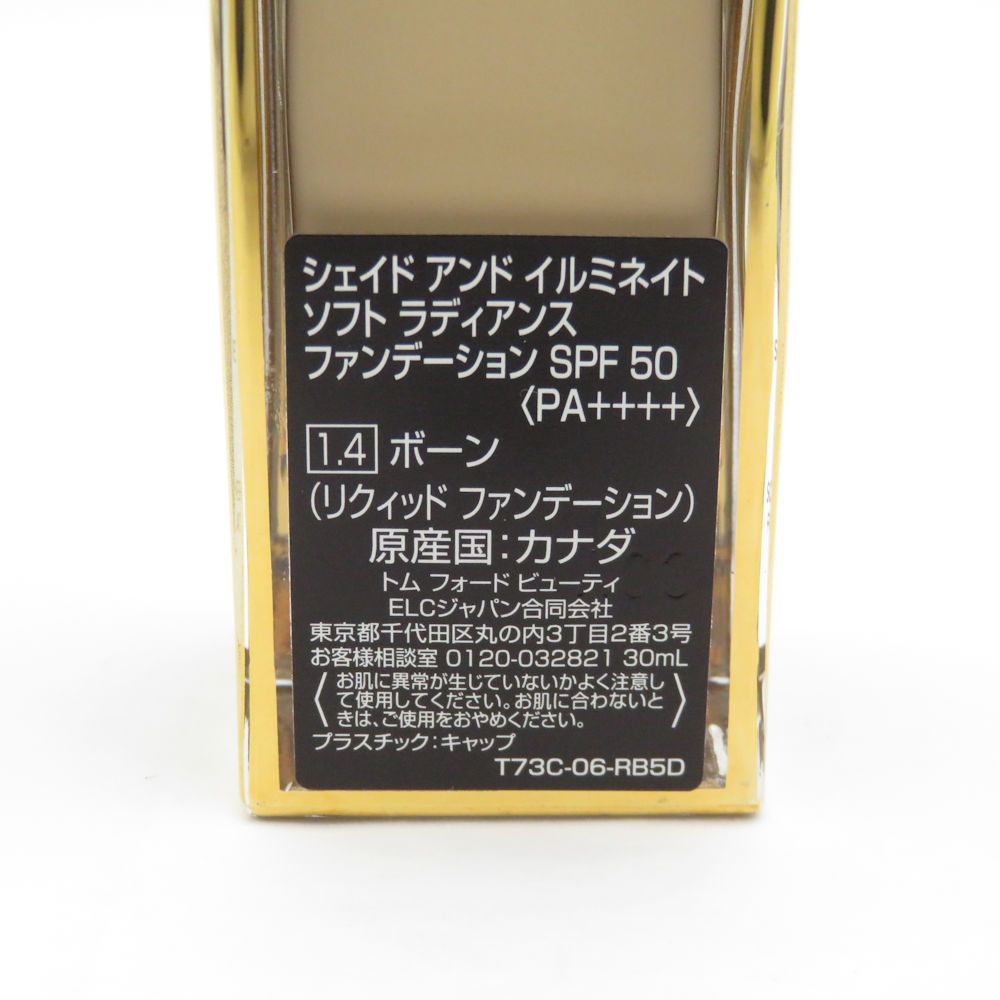 シェイド アンド イルミネイト
ソフト ラディアンス
ファンデーション SPF 50
〈PA++++〉
1.4 ボーン
(リクィッド ファンデーション)
原産国:カナダ
トム フォード ビューティ
ELCジャパン合同会社
東京都千代田区丸の内3丁目2番3号
お客様相談室 0120-032821 30mL
〈お肌に異常が生じていないかよく注意し
て使用してください。お肌に合わないと
きは、ご使用をおやめください。〉
プラスチック:キャップ
T73C-06-RB5D